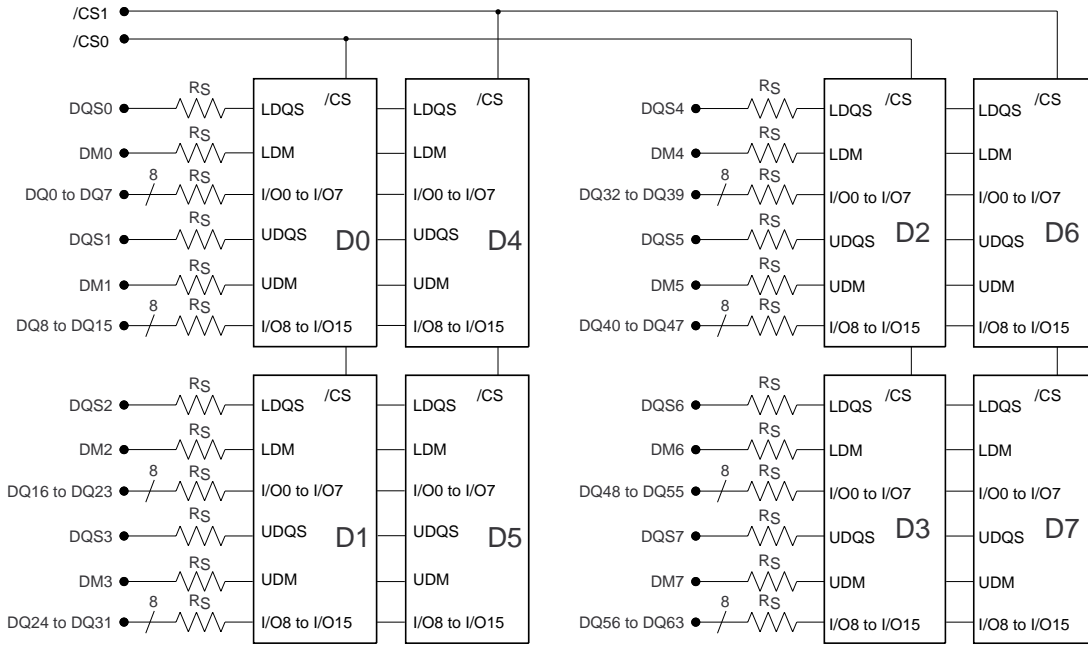 /CS1
/CS0
RS
DQS0
LDQS
/CS
LDQS
/CS
RS
DM0
LDM
LDM
8
RS
DQ0 to DQ7
I/O0 to I/O7
I/O0 to I/O7
RS
DQS1
UDQS
D0
UDQS
D4
RS
DM1
UDM
UDM
8
RS
DQ8 to DQ15
I/O8 to I/O15
I/O8 to I/O15
RS
DQS4
LDQS
/CS
LDQS
/CS
RS
DM4
LDM
LDM
8
RS
DQ32 to DQ39
I/O0 to I/O7
I/O0 to I/O7
RS
DQS5
UDQS
D2
UDQS
D6
RS
DM5
UDM
UDM
8
RS
DQ40 to DQ47
I/O8 to I/O15
I/O8 to I/O15
RS
DQS2
LDQS
/CS
LDQS
/CS
RS
DM2
LDM
LDM
8
RS
DQ16 to DQ23
I/O0 to I/O7
I/O0 to I/O7
RS
DQS3
UDQS
D1
UDQS
D5
RS
DM3
UDM
UDM
8
RS
DQ24 to DQ31
I/O8 to I/O15
I/O8 to I/O15
RS
DQS6
LDQS
/CS
LDQS
/CS
RS
DM6
LDM
LDM
8
RS
DQ48 to DQ55
I/O0 to I/O7
I/O0 to I/O7
RS
DQS7
UDQS
D3
UDQS
D7
RS
DM7
UDM
UDM
8
RS
DQ56 to DQ63
I/O8 to I/O15
I/O8 to I/O15